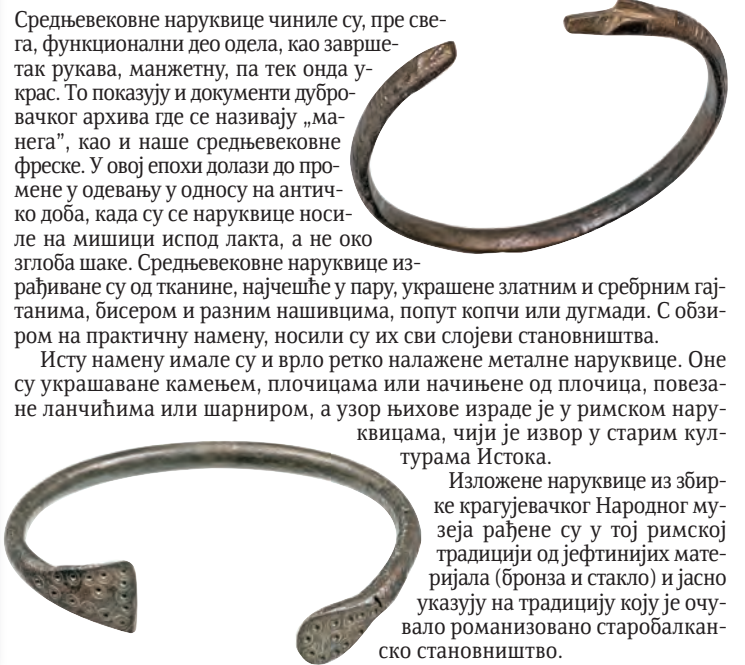 Средњевековне наруквице чиниле су, пре све-
га, функционални део одела, као заврше-
так рукава, манжетну, па тек онда у-
крас. То показују и документи дубро-
вачког архива где се називају „ма-
нега”, као и наше средњевековне
фреске. У овој епохи долази до про-
мене у одевању у односу на антич-
ко доба, када су се наруквице носи-
ле на мишици испод лакта, а не око
зглоба шаке. Средњевековне наруквице из-
рађиване су од тканине, најчешће у пару, украшене златним и сребрним гај-
танима, бисером и разним нашивцима, попут копчи или дугмади. С обзи-
ром на практичну намену, носили су их сви слојеви становништва.
Исту намену имале су и врло ретко налажене металне наруквице. Оне
су украшаване камењем, плочицама или начињене од плочица, повеза-
не ланчићима или шарниром, а узор њихове израде је у римском нару-
квицама, чији је извор у старим кул-
турама Истока.
Изложене наруквице из збир-
ке крагујевачког Народног му-
зеја рађене су у тој римској
традицији од јефтинијих мате-
ријала (бронза и стакло) и јасно
указују на традицију коју је очу-
вало романизовано старобалкан-
ско становништво.